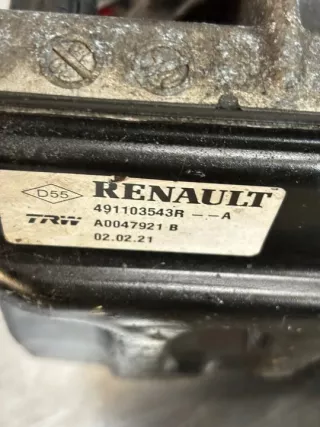 D55 RENAULT
491103543R -.-A
TRW A0047921 B
02.02.21